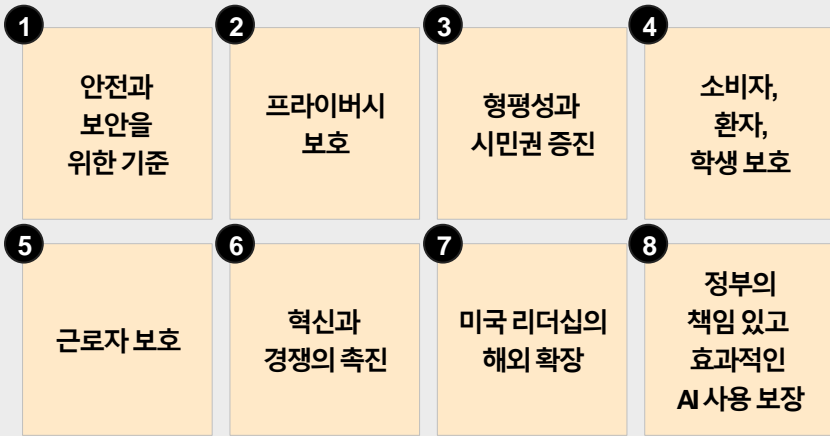 1
안전과
보안을
위한 기준
2
프라이버시
보호
3
형평성과
시민권 증진
4
소비자,
환자,
학생 보호
5
근로자 보호
6
혁신과
경쟁의 촉진
7
미국 리더십의
해외 확장
8
정부의
책임 있고
효과적인
AI 사용 보장